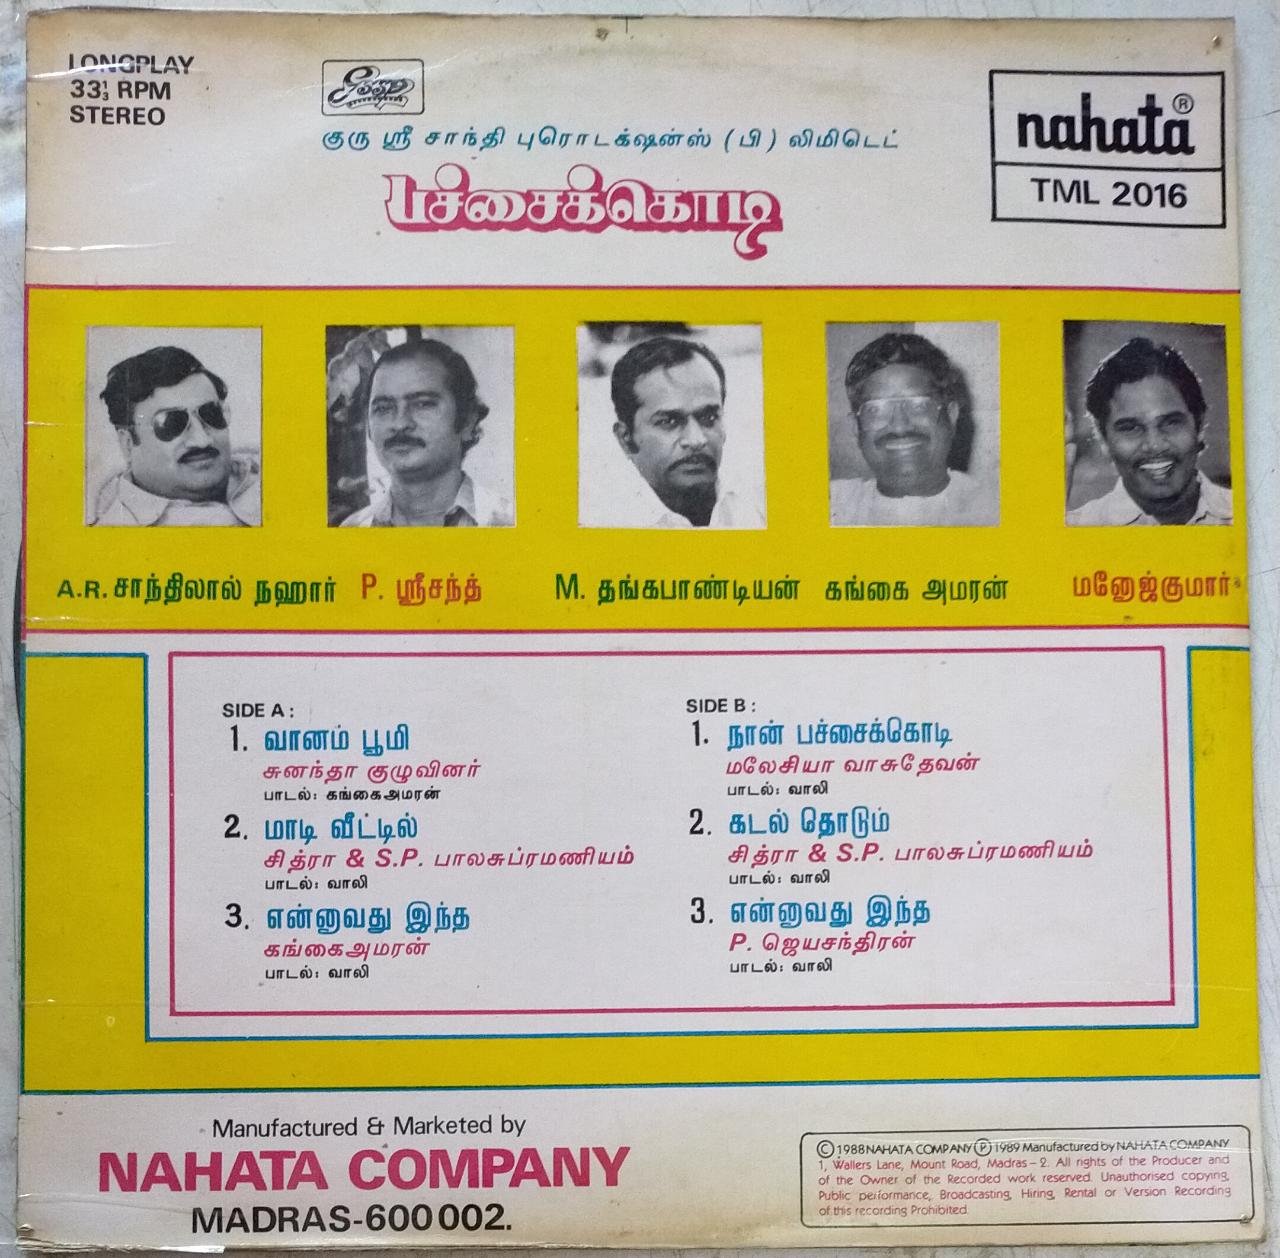 LONGPLAY
33⅓ RPM
STEREO
குரு ஸ்ரீ சாந்தி புரொடக்ஷன்ஸ் (பி) லிமிடெட்
பச்சைக்கொடி
nahata®
TML 2016
A.R. சாந்திலால் நஹார்
P. ஸ்ரீசந்த்
M. தங்கபாண்டியன்
கங்கை அமரன்
மனோஜ்குமார்
SIDE A :
1. வானம் பூமி
சுனந்தா குழுவினர்
பாடல்: கங்கைஅமரன்
2. மாடி வீட்டில்
சித்ரா & S.P. பாலசுப்ரமணியம்
பாடல்: வாலி
3. என்னுவது இந்த
கங்கைஅமரன்
பாடல்: வாலி
SIDE B :
1. நான் பச்சைக்கொடி
மலேசியா வாசுதேவன்
பாடல்: வாலி
2. கடல் தொடும்
சித்ரா & S.P. பாலசுப்ரமணியம்
பாடல்: வாலி
3. என்னுவது இந்த
P. ஜெயசந்திரன்
பாடல்: வாலி
Manufactured & Marketed by
NAHATA COMPANY
MADRAS-600 002.
© 1988 NAHATA COMPANY ℗ 1989 Manufactured by NAHATA COMPANY
1, Wallers Lane, Mount Road, Madras – 2. All rights of the Producer and
of the Owner of the Recorded work reserved. Unauthorised copying,
Public performance, Broadcasting, Hiring, Rental or Version Recording
of this recording Prohibited.